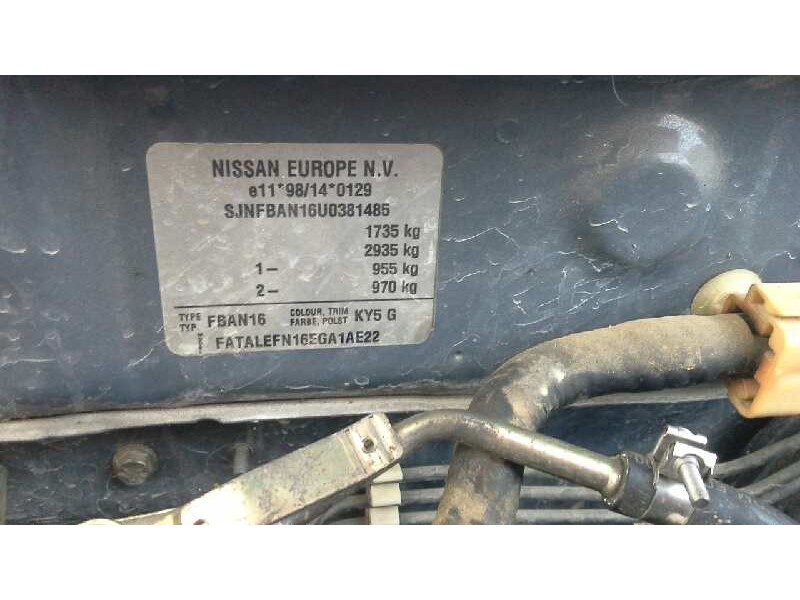 NISSAN EUROPE N.V.
e11*98/14*0129
SJNFBAN16U0381485
1735 kg
2935 kg
1- 955 kg
2- 970 kg
TYPE TYP. FBAN16 COLOUR, TRIM FARBE, POLST KY5 G
FATALEFN16EGA1AE22